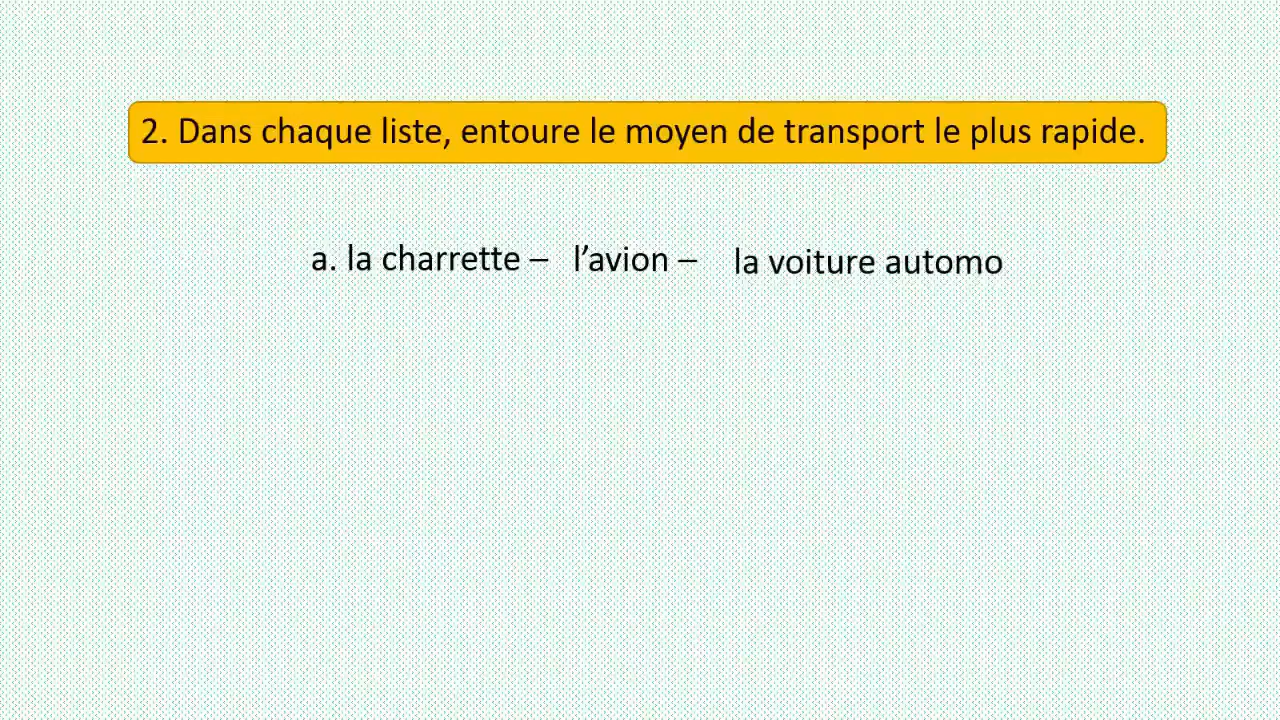 2. Dans chaque liste, entoure le moyen de transport le plus rapide.
a. la charrette – l’avion – la voiture automo